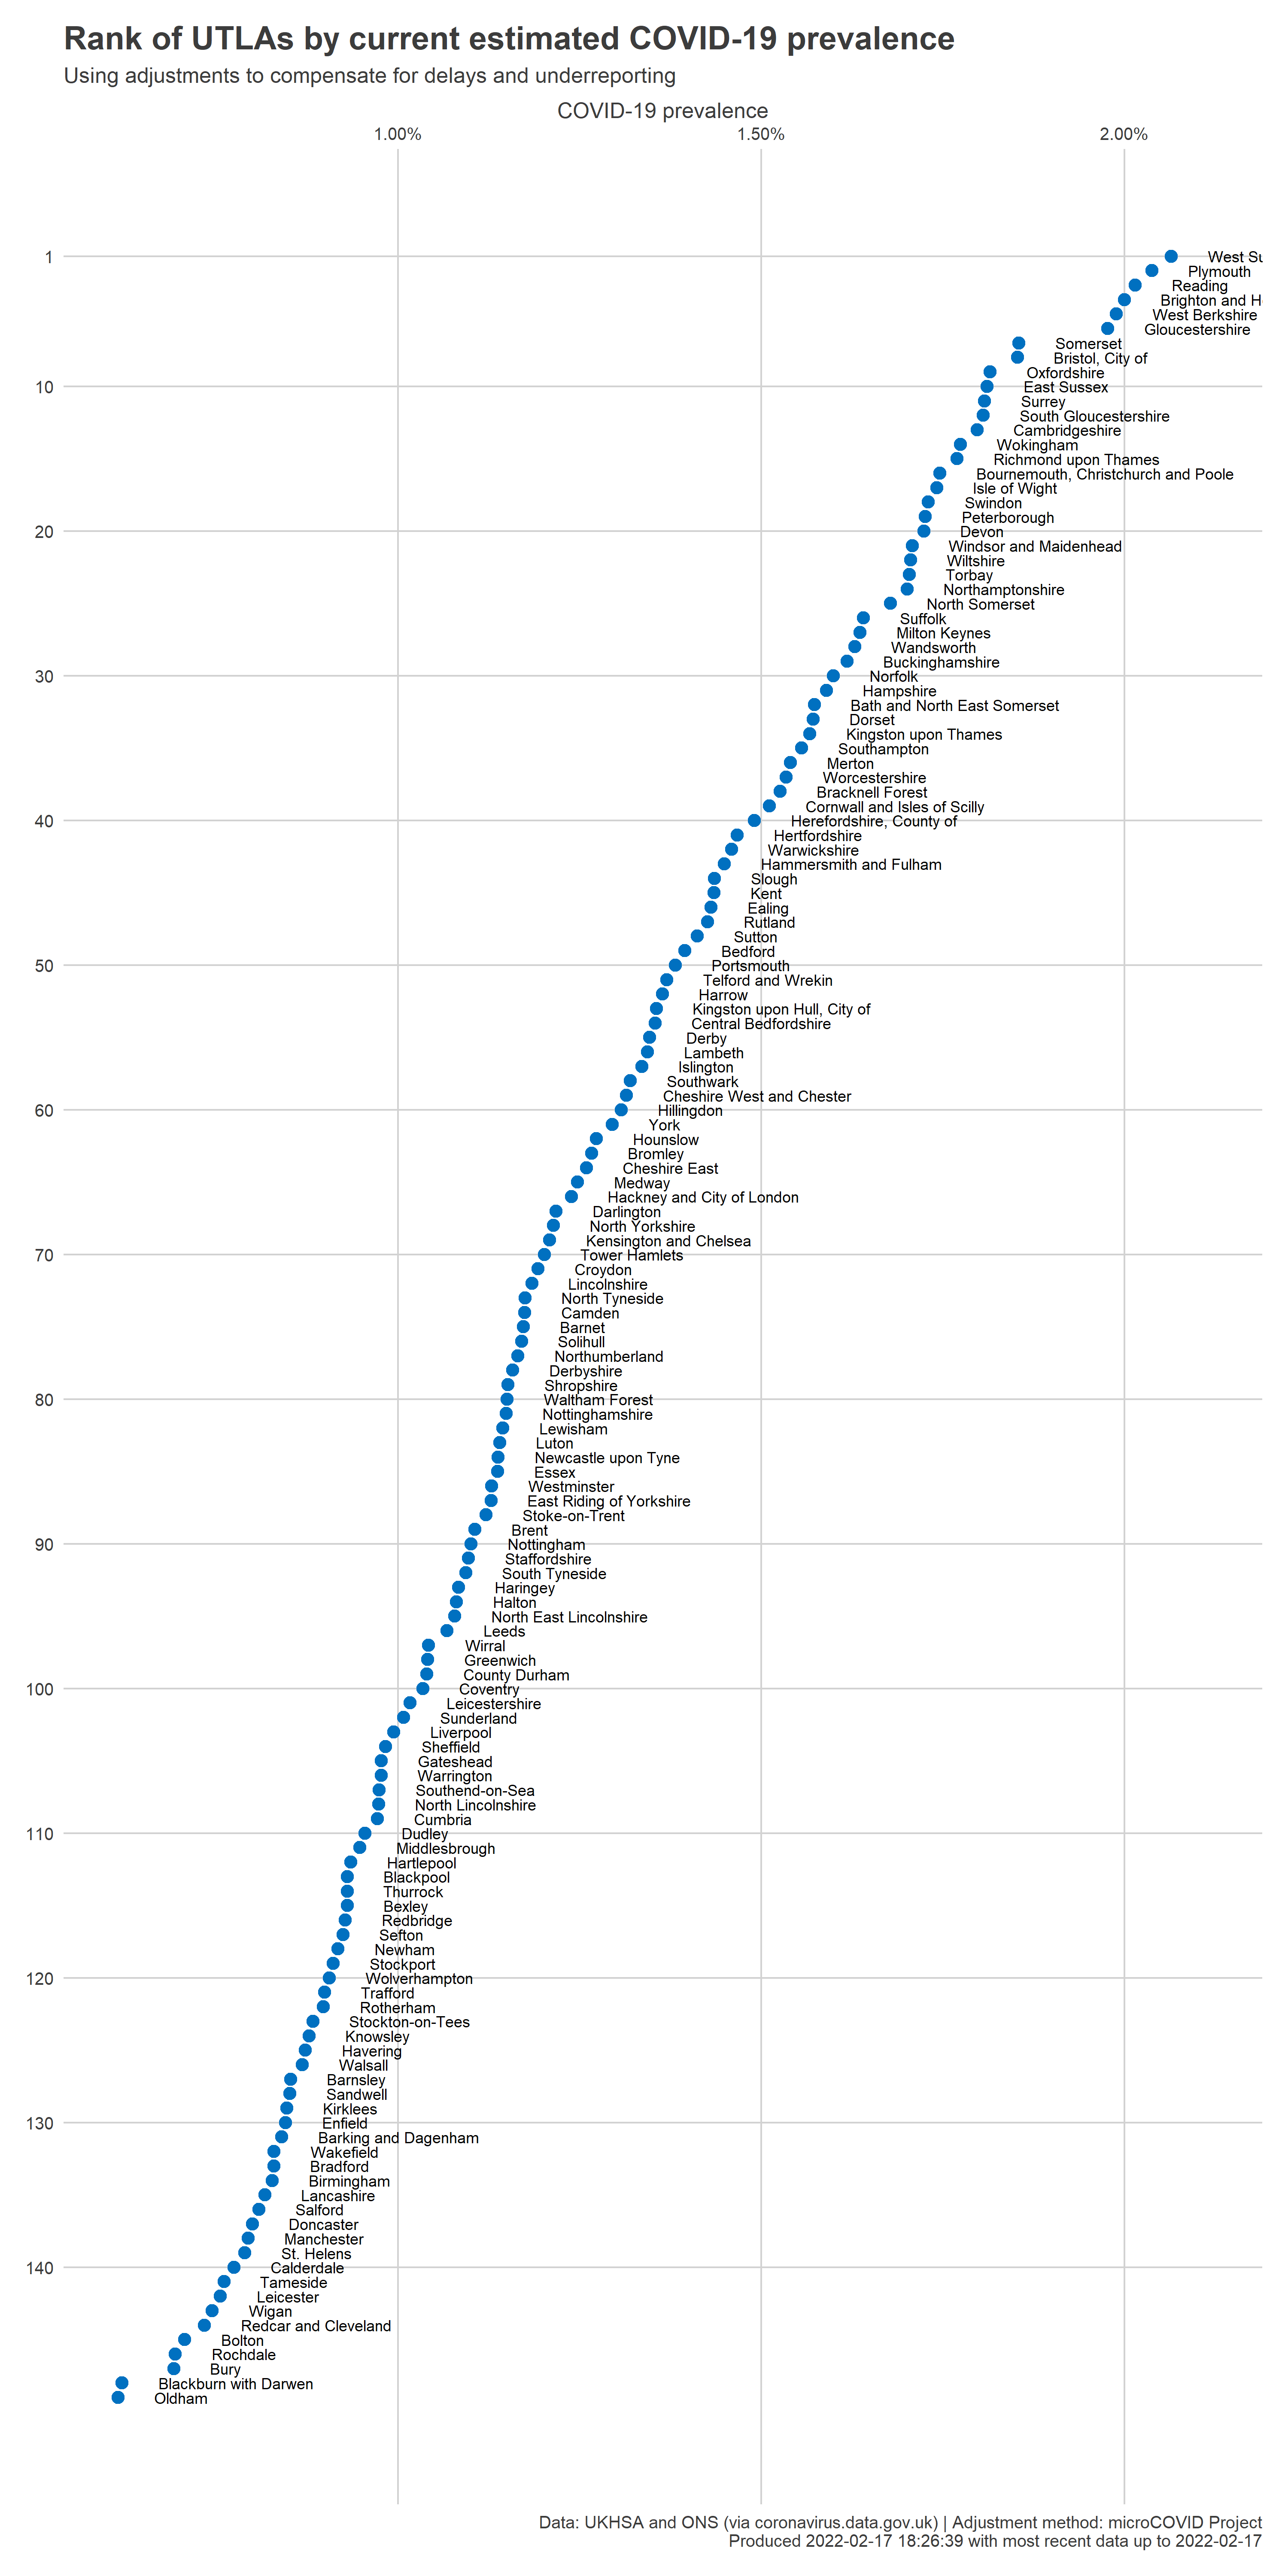 Rank of UTLAs by current estimated COVID-19 prevalence
Using adjustments to compensate for delays and underreporting
COVID-19 prevalence
1.00% 1.50% 2.00%
1 West Su
Plymouth
Reading
Brighton and H
West Berkshire
Gloucestershire
Somerset
Bristol, City of
Oxfordshire
10 East Sussex
Surrey
South Gloucestershire
Cambridgeshire
Wokingham
Richmond upon Thames
Bournemouth, Christchurch and Poole
Isle of Wight
Swindon
Peterborough
20 Devon
Windsor and Maidenhead
Wiltshire
Torbay
Northamptonshire
North Somerset
Suffolk
Milton Keynes
Wandsworth
Buckinghamshire
30 Norfolk
Hampshire
Bath and North East Somerset
Dorset
Kingston upon Thames
Southampton
Merton
Worcestershire
Bracknell Forest
Cornwall and Isles of Scilly
40 Herefordshire, County of
Hertfordshire
Warwickshire
Hammersmith and Fulham
Slough
Kent
Ealing
Rutland
Sutton
Bedford
50 Portsmouth
Telford and Wrekin
Harrow
Kingston upon Hull, City of
Central Bedfordshire
Derby
Lambeth
Islington
Southwark
Cheshire West and Chester
60 Hillingdon
York
Hounslow
Bromley
Cheshire East
Medway
Hackney and City of London
Darlington
North Yorkshire
Kensington and Chelsea
70 Tower Hamlets
Croydon
Lincolnshire
North Tyneside
Camden
Barnet
Solihull
Northumberland
Derbyshire
Shropshire
80 Waltham Forest
Nottinghamshire
Lewisham
Luton
Newcastle upon Tyne
Essex
Westminster
East Riding of Yorkshire
Stoke-on-Trent
Brent
90 Nottingham
Staffordshire
South Tyneside
Haringey
Halton
North East Lincolnshire
Leeds
Wirral
Greenwich
County Durham
100 Coventry
Leicestershire
Sunderland
Liverpool
Sheffield
Gateshead
Warrington
Southend-on-Sea
North Lincolnshire
Cumbria
110 Dudley
Middlesbrough
Hartlepool
Blackpool
Thurrock
Bexley
Redbridge
Sefton
Newham
Stockport
120 Wolverhampton
Trafford
Rotherham
Stockton-on-Tees
Knowsley
Havering
Walsall
Barnsley
Sandwell
Kirklees
130 Enfield
Barking and Dagenham
Wakefield
Bradford
Birmingham
Lancashire
Salford
Doncaster
Manchester
St. Helens
140 Calderdale
Tameside
Leicester
Wigan
Redcar and Cleveland
Bolton
Rochdale
Bury
Blackburn with Darwen
Oldham
Data: UKHSA and ONS (via coronavirus.data.gov.uk) | Adjustment method: microCOVID Project
Produced 2022-02-17 18:26:39 with most recent data up to 2022-02-17